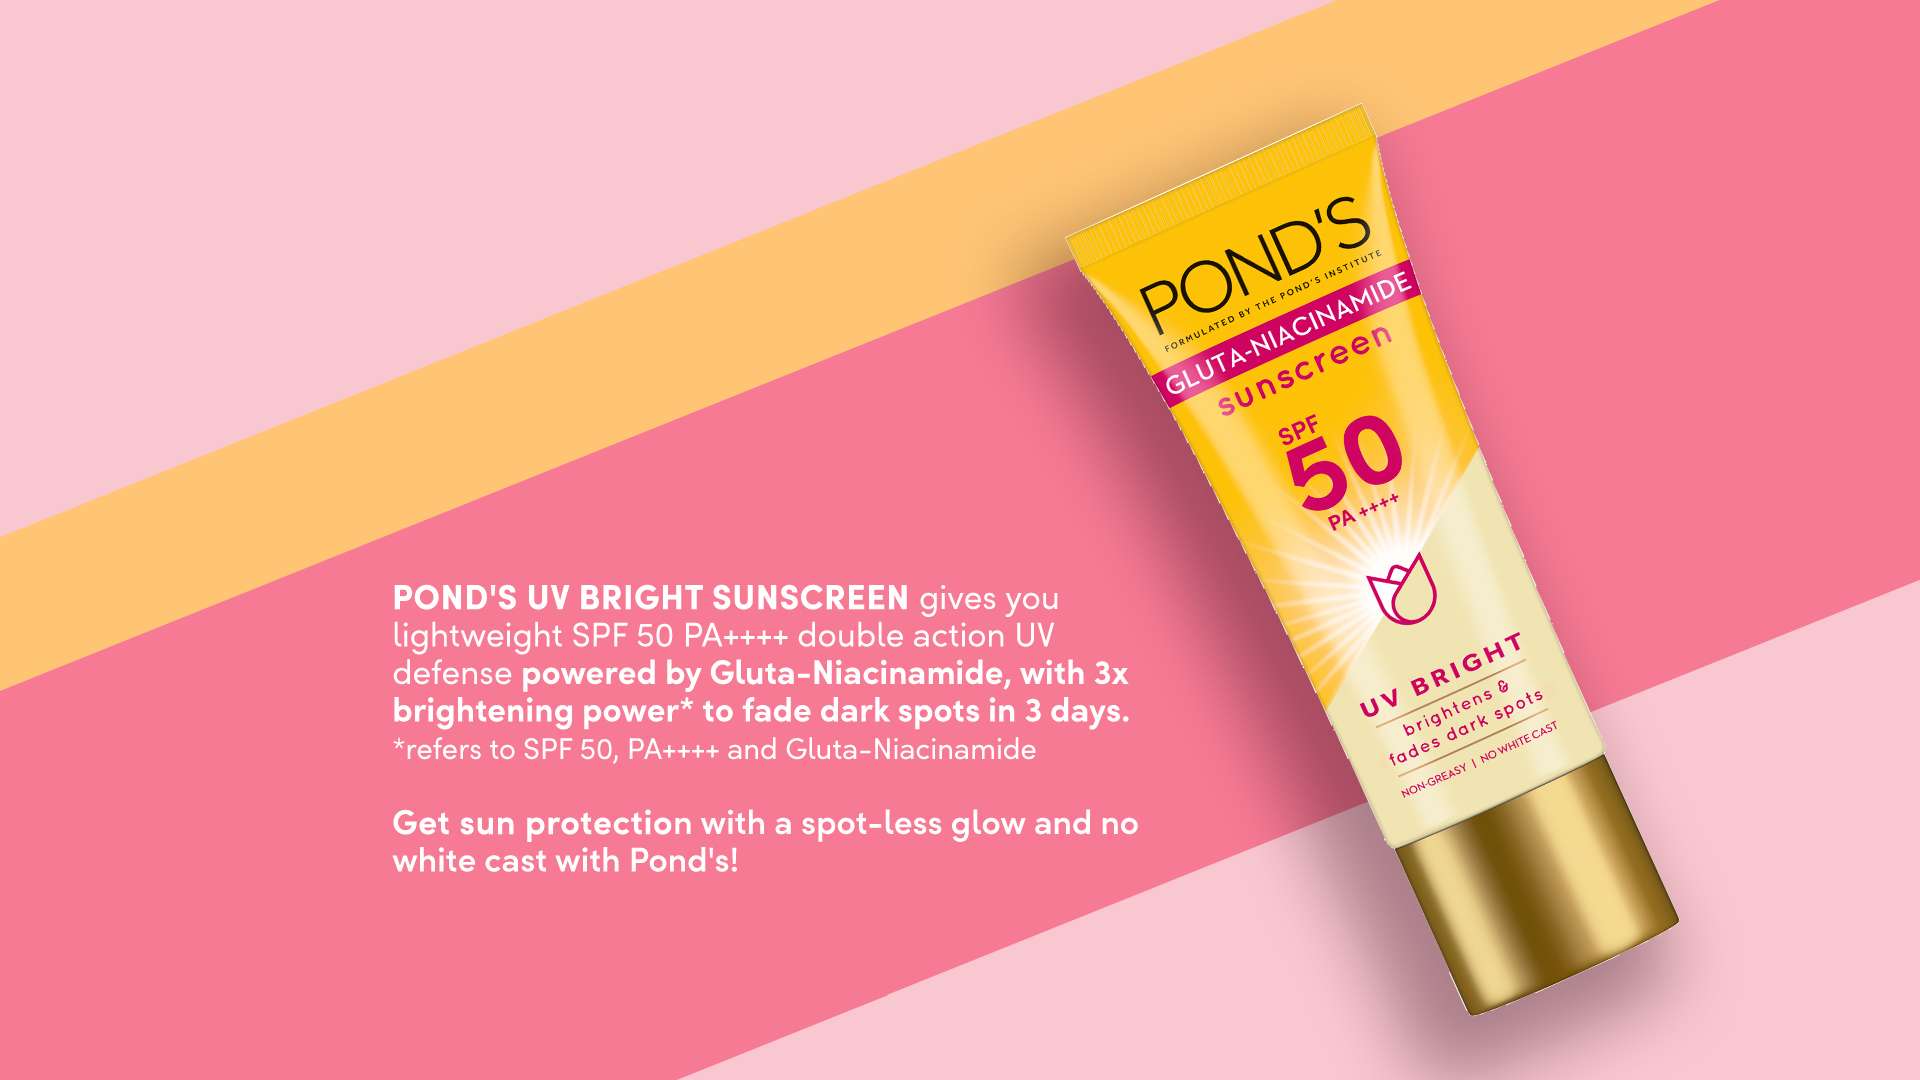 POND'S UV BRIGHT SUNSCREEN gives you
lightweight SPF 50 PA++++ double action UV
defense powered by Gluta-Niacinamide, with 3x
brightening power* to fade dark spots in 3 days.
*refers to SPF 50, PA++++ and Gluta-Niacinamide
Get sun protection with a spot-less glow and no
white cast with Pond's!
POND'S
FORMULATED BY THE POND'S INSTITUTE
GLUTA-NIACINAMIDE
sunscreen
SPF
50
PA ++++
UV BRIGHT
brightens &
fades dark spots
NON-GREASY | NO WHITE CAST